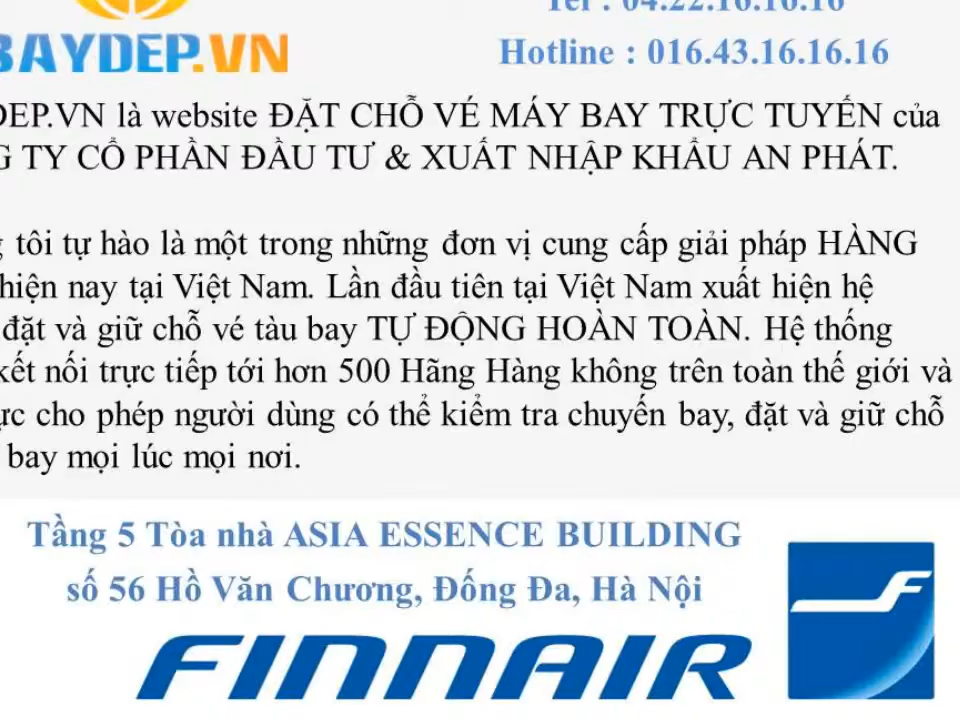 Tel : 04.22.16.16.16
BAYDEP.VN
Hotline : 016.43.16.16.16
DEP.VN là website ĐẶT CHỖ VÉ MÁY BAY TRỰC TUYẾN của
G TY CỔ PHẦN ĐẦU TƯ & XUẤT NHẬP KHẨU AN PHÁT.
g tôi tự hào là một trong những đơn vị cung cấp giải pháp HÀNG
hiện nay tại Việt Nam. Lần đầu tiên tại Việt Nam xuất hiện hệ
đặt và giữ chỗ vé tàu bay TỰ ĐỘNG HOÀN TOÀN. Hệ thống
kết nối trực tiếp tới hơn 500 Hãng Hàng không trên toàn thế giới và
ực cho phép người dùng có thể kiểm tra chuyến bay, đặt và giữ chỗ
bay mọi lúc mọi nơi.
Tầng 5 Tòa nhà ASIA ESSENCE BUILDING
số 56 Hồ Văn Chương, Đống Đa, Hà Nội
FINNAIR